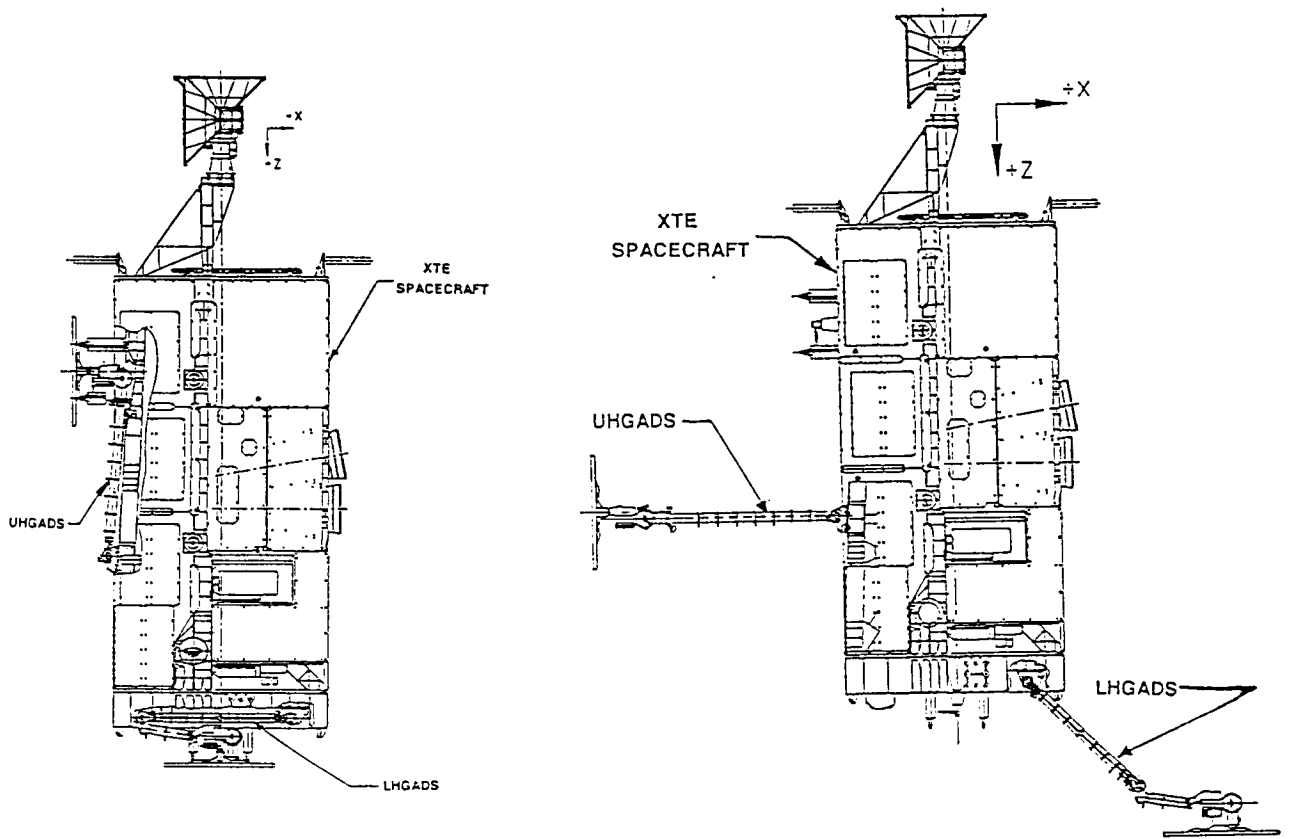 +X
+Z
XTE
SPACECRAFT
UHGADS
LHGADS
+X
+Z
XTE
SPACECRAFT
UHGADS
LHGADS